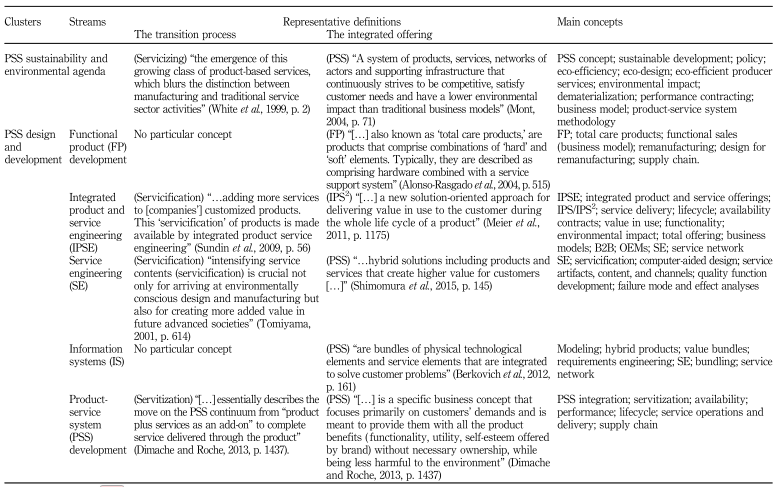 Clusters Streams Representative definitions Main concepts
The transition process The integrated offering
PSS sustainability and
environmental agenda
(Servicizing) “the emergence of this
growing class of product-based services,
which blurs the distinction between
manufacturing and traditional service
sector activities” (White et al., 1999, p. 2)
(PSS) “A system of products, services, networks of
actors and supporting infrastructure that
continuously strives to be competitive, satisfy
customer needs and have a lower environmental
impact than traditional business models” (Mont,
2004, p. 71)
PSS concept; sustainable development; policy;
eco-efficiency; eco-design; eco-efficient producer
services; environmental impact;
dematerialization; performance contracting;
business model; product-service system
methodology
PSS design
and
development
Functional
product (FP)
development
No particular concept
(FP) “[…] also known as ‘total care products,’ are
products that comprise combinations of ‘hard’ and
‘soft’ elements. Typically, they are described as
comprising hardware combined with a service
support system” (Alonso-Rasgado et al., 2004, p. 515)
FP; total care products; functional sales
(business model); remanufacturing; design for
remanufacturing; supply chain.
Integrated
product and
service
engineering
(IPSE)
(Servicification) “…adding more services
to [companies’] customized products.
This ‘servicification’ of products is made
available by integrated product service
engineering” (Sundin et al., 2009, p. 56)
(IPS²) “[…] a new solution-oriented approach for
delivering value in use to the customer during
the whole life cycle of a product” (Meier et al.,
2011, p. 1175)
IPSE; integrated product and service offerings;
IPS/IPS²; service delivery; lifecycle; availability
contracts; value in use; functionality;
environmental impact; total offering; business
models; B2B; OEMs; SE; service network
Service
engineering
(SE)
(Servicification) “intensifying service
contents (servicification) is crucial not
only for arriving at environmentally
conscious design and manufacturing but
also for creating more added value in
future advanced societies” (Tomiyama,
2001, p. 614)
(PSS) “…hybrid solutions including products and
services that create higher value for customers
[…]” (Shimomura et al., 2015, p. 145)
SE; servicification; computer-aided design; service
artifacts, content, and channels; quality function
development; failure mode and effect analyses
Information
systems (IS)
No particular concept
(PSS) “are bundles of physical technological
elements and service elements that are integrated
to solve customer problems” (Berkovich et al., 2012,
p. 161)
Modeling; hybrid products; value bundles;
requirements engineering; SE; bundling; service
network
Product-
service
system
(PSS)
development
(Servitization) “[…] essentially describes the
move on the PSS continuum from “product
plus services as an add-on” to complete
service delivered through the product”
(Dimache and Roche, 2013, p. 1437).
(PSS) “[…] is a specific business concept that
focuses primarily on customers’ demands and is
meant to provide them with all the product
benefits (functionality, utility, self-esteem offered
by brand) without necessary ownership, while
being less harmful to the environment” (Dimache
and Roche, 2013, p. 1437)
PSS integration; servitization; availability;
performance; lifecycle; service operations and
delivery; supply chain